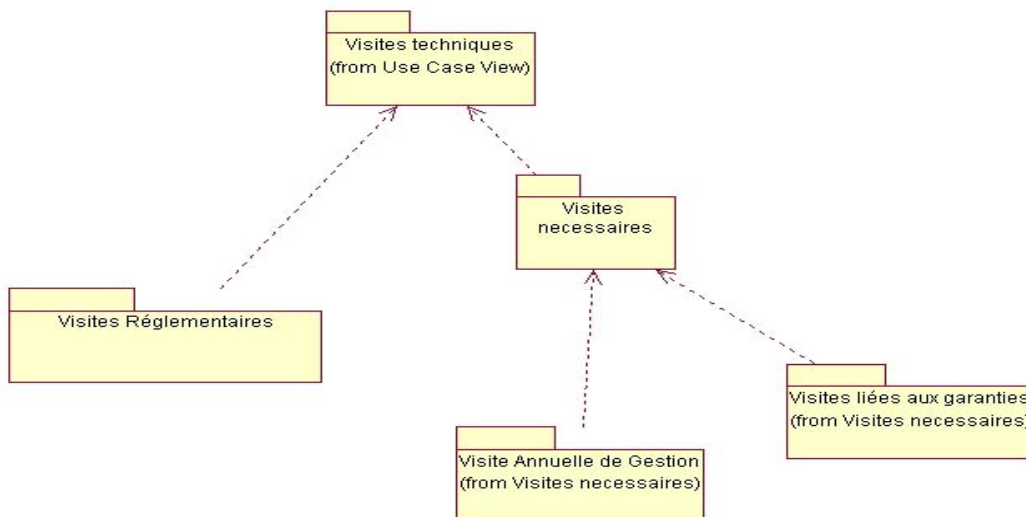 Visites techniques
(from Use Case View)
Visites
necessaires
Visites Réglementaires
Visites liées aux garanties
(from Visites necessaires)
Visite Annuelle de Gestion
(from Visites necessaires)